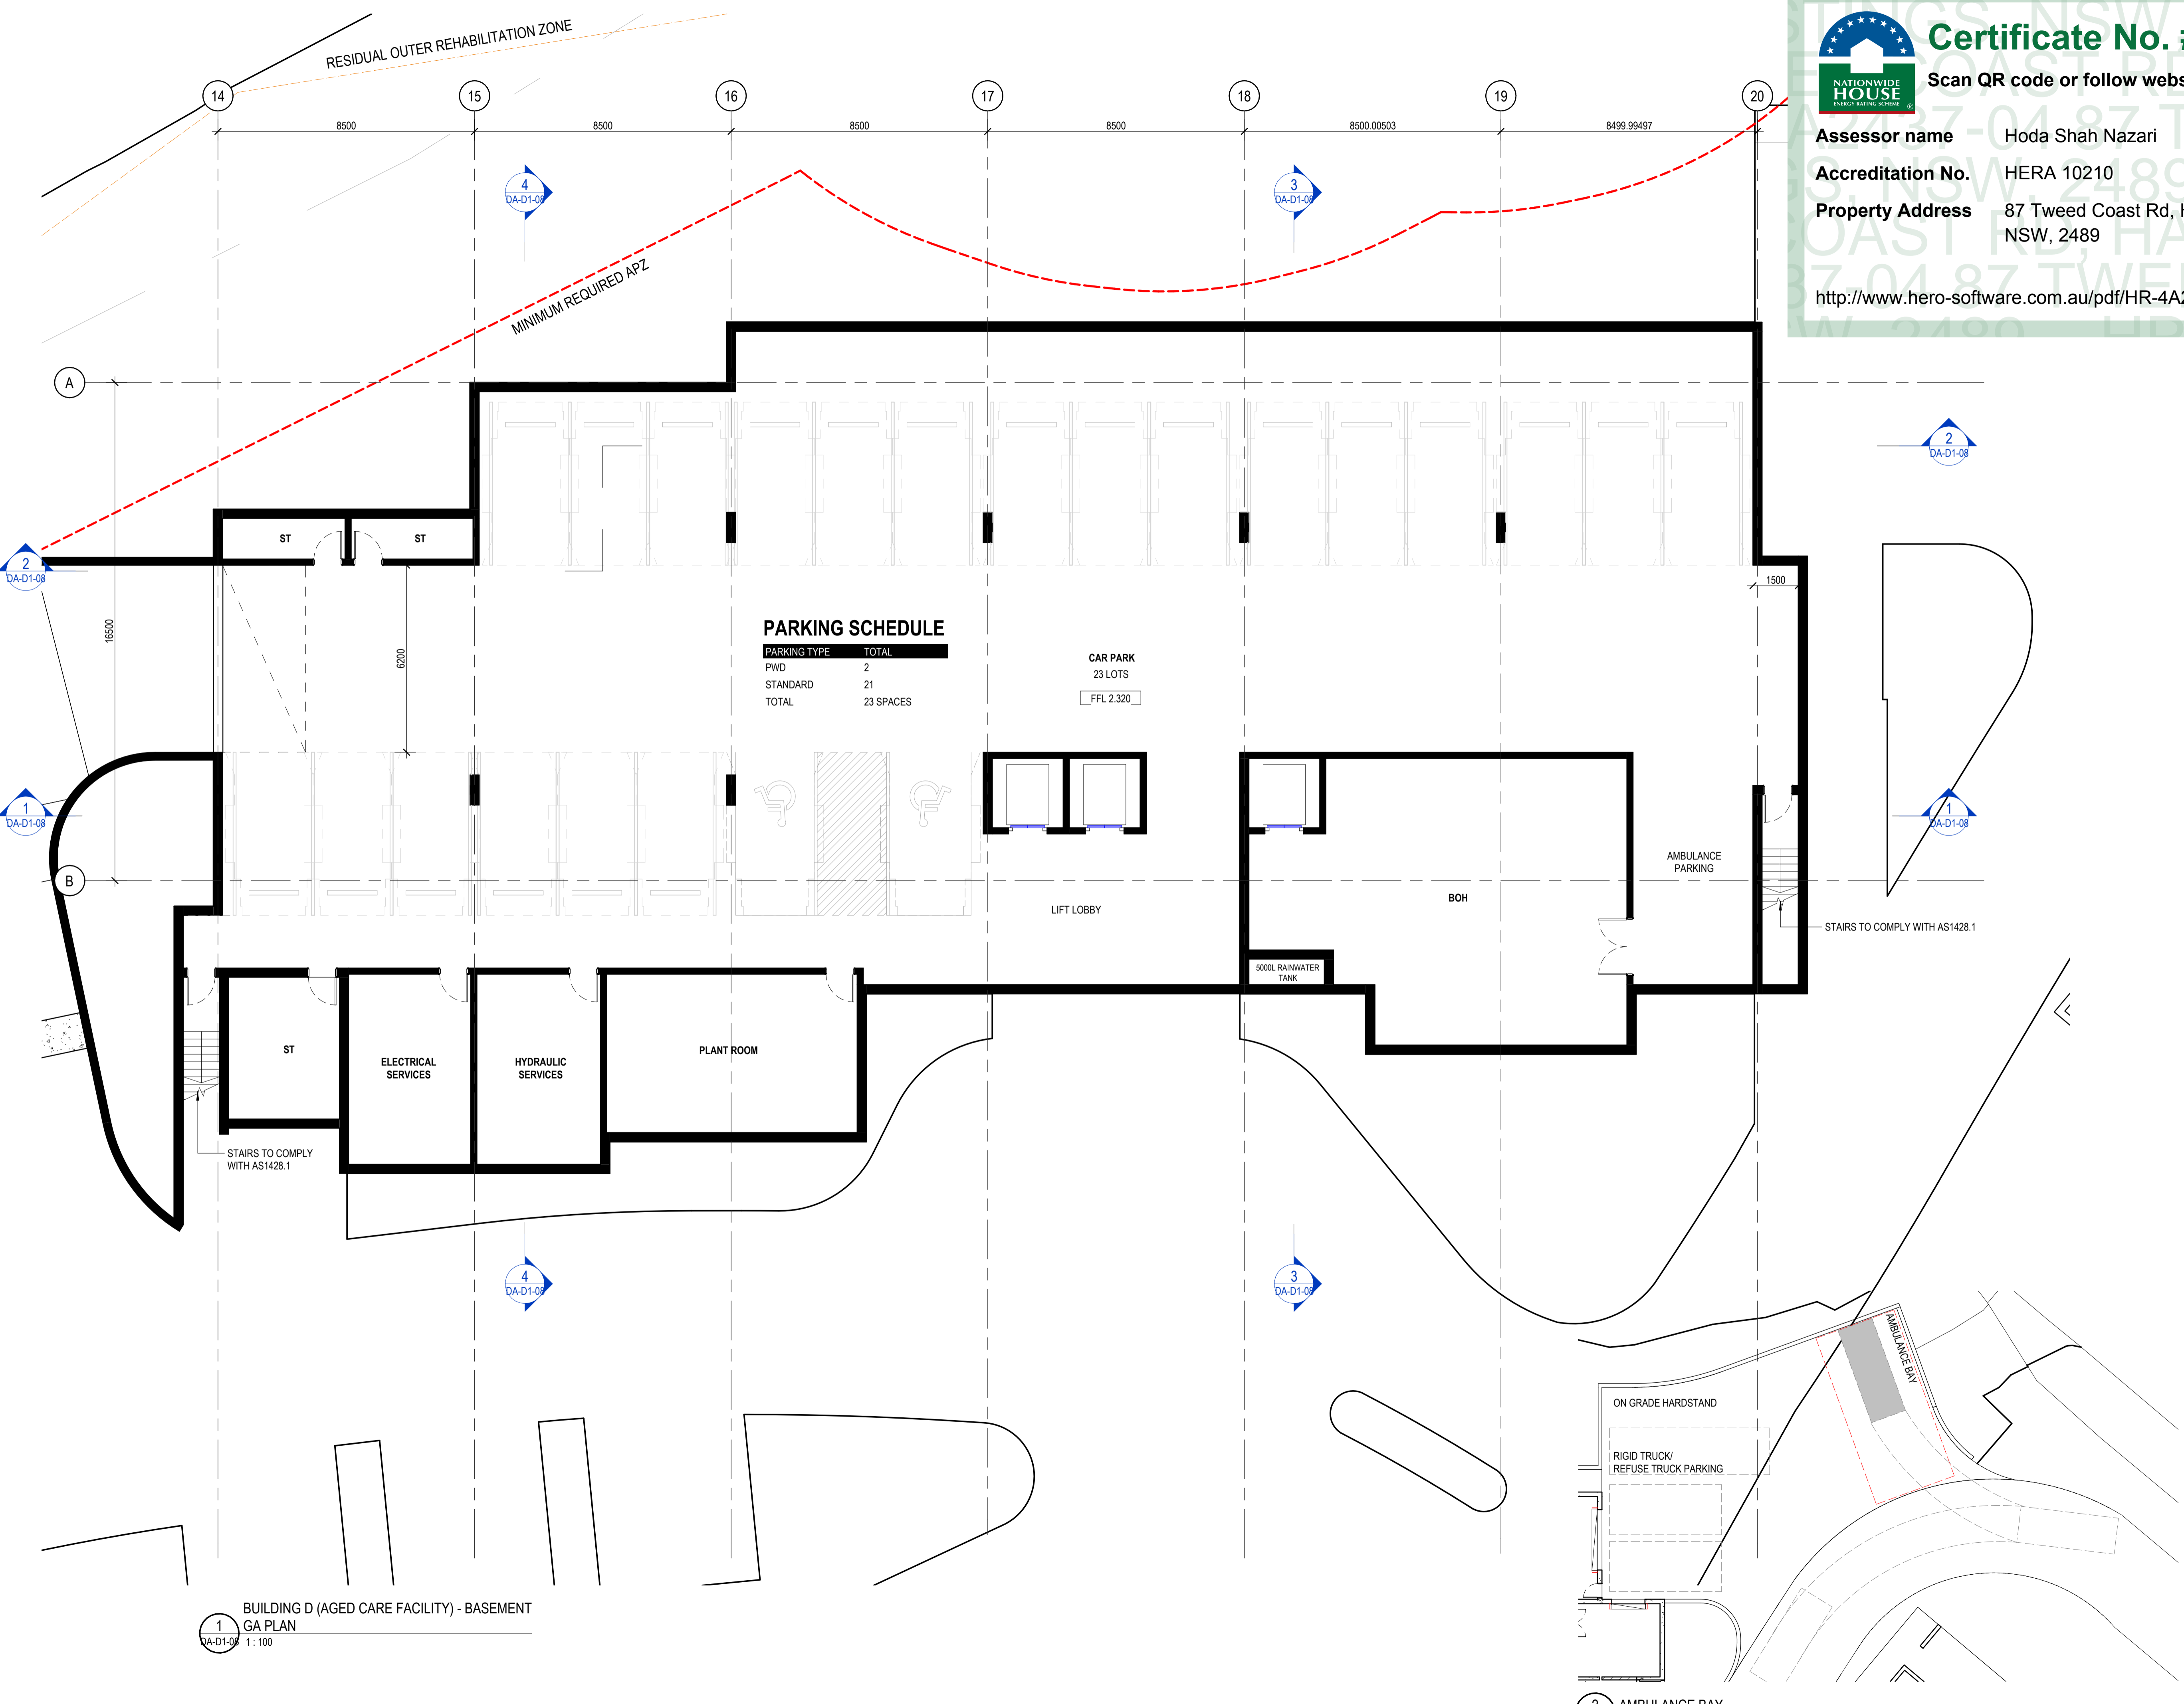 RESIDUAL OUTER REHABILITATION ZONE
14
15
16
17
18
19
20
8500
8500
8500
8500
8500.00503
8499.99497
Certificate No.
Scan QR code or follow webs
NATIONWIDE
HOUSE
ENERGY RATING SCHEME ®
Assessor name Hoda Shah Nazari
Accreditation No. HERA 10210
Property Address 87 Tweed Coast Rd,
NSW, 2489
http://www.hero-software.com.au/pdf/HR-4A2
4
DA-D1-08
3
DA-D1-08
MINIMUM REQUIRED APZ
A
2
DA-D1-08
ST
ST
2
DA-D1-08
1500
16500
6200
PARKING SCHEDULE
PARKING TYPE TOTAL
PWD 2
STANDARD 21
TOTAL 23 SPACES
CAR PARK
23 LOTS
FFL 2.320
1
DA-D1-08
1
DA-D1-08
B
AMBULANCE
PARKING
BOH
LIFT LOBBY
STAIRS TO COMPLY WITH AS1428.1
5000L RAINWATER
TANK
ST
ELECTRICAL
SERVICES
HYDRAULIC
SERVICES
PLANT ROOM
STAIRS TO COMPLY
WITH AS1428.1
4
DA-D1-08
3
DA-D1-08
AMBULANCE BAY
ON GRADE HARDSTAND
RIGID TRUCK/
REFUSE TRUCK PARKING
1
DA-D1-08
BUILDING D (AGED CARE FACILITY) - BASEMENT
GA PLAN
1 : 100
2
AMBULANCE BAY